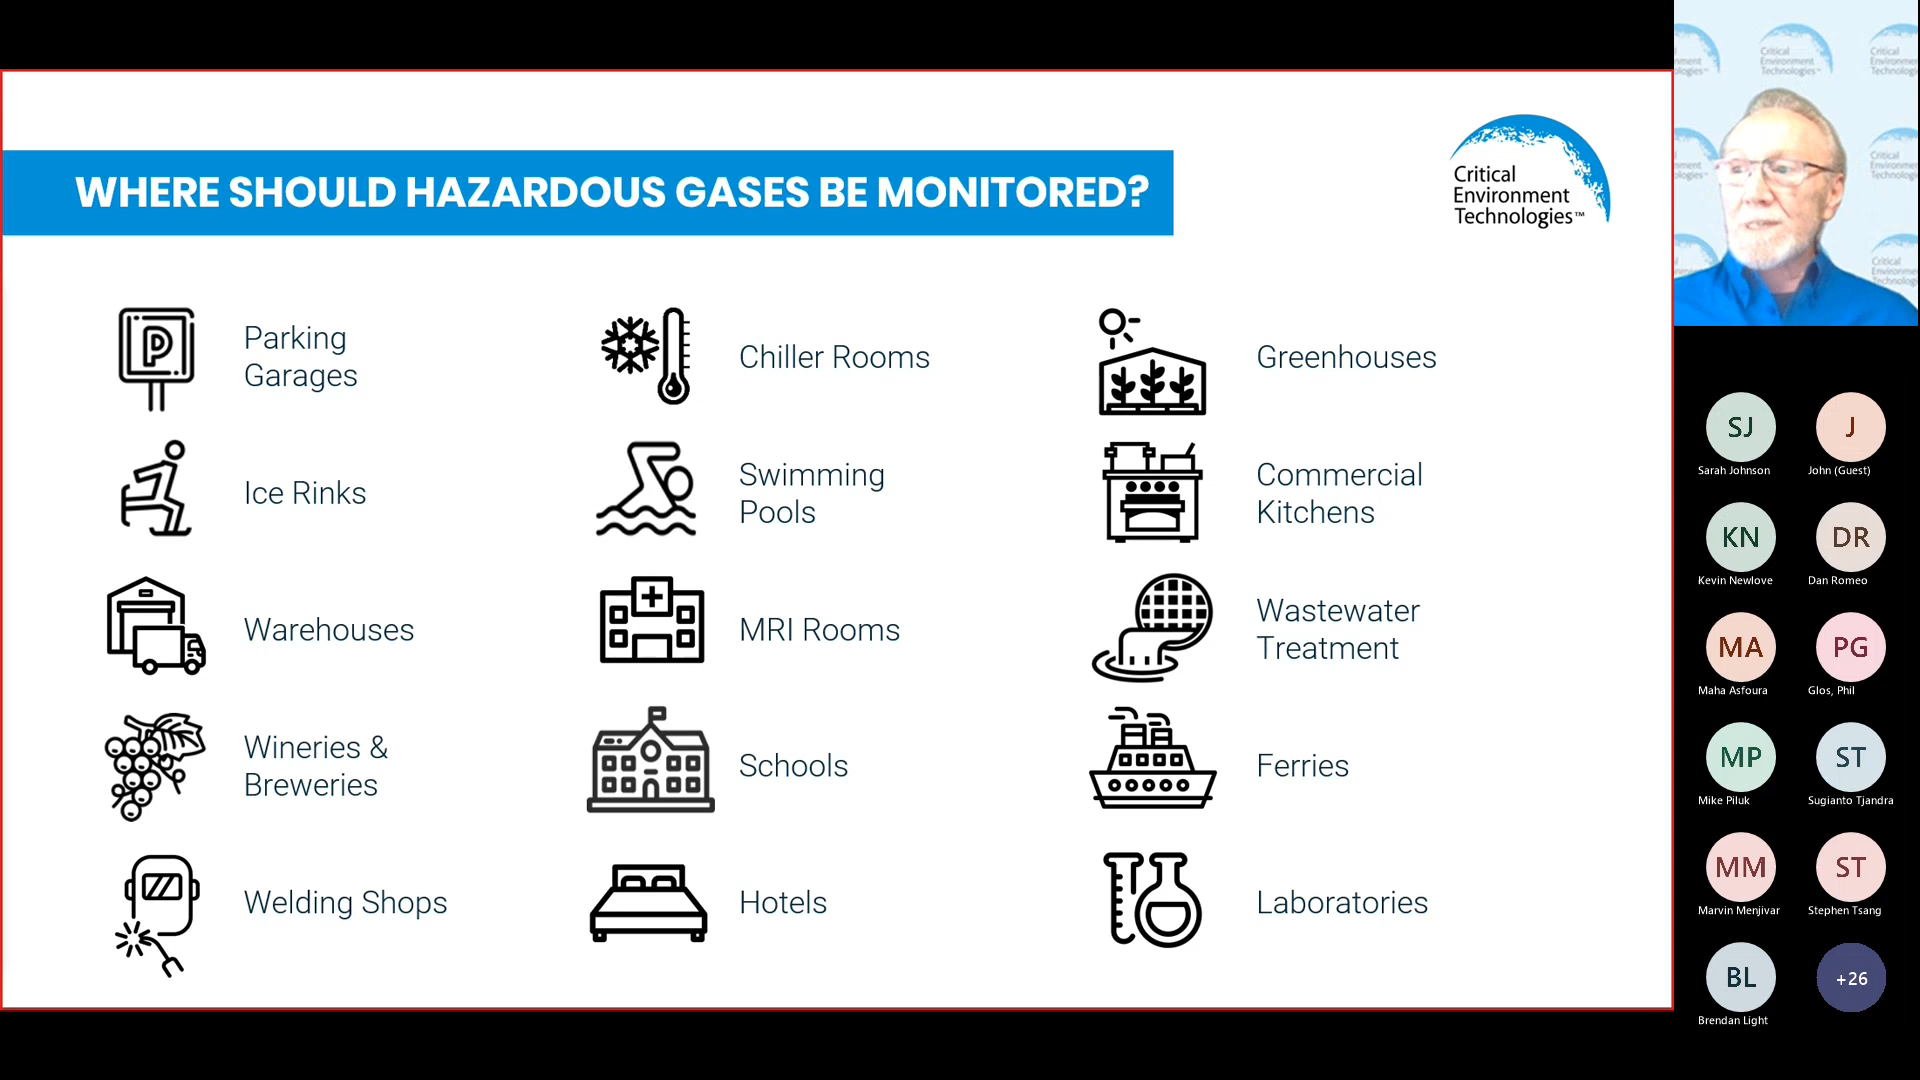 WHERE SHOULD HAZARDOUS GASES BE MONITORED?
Critical
Environment
Technologies™
P
Parking
Garages
Chiller Rooms
Greenhouses
Ice Rinks
Swimming
Pools
Commercial
Kitchens
Warehouses
MRI Rooms
Wastewater
Treatment
Wineries &
Breweries
Schools
Ferries
Welding Shops
Hotels
Laboratories
Critical
Environment
Technologies™
SJ
Sarah Johnson
J
John (Guest)
KN
Kevin Newlove
DR
Dan Romeo
MA
Maha Asfoura
PG
Glos, Phil
MP
Mike Piluk
ST
Sugianto Tjandra
MM
Marvin Menjivar
ST
Stephen Tsang
BL
Brendan Light
+26